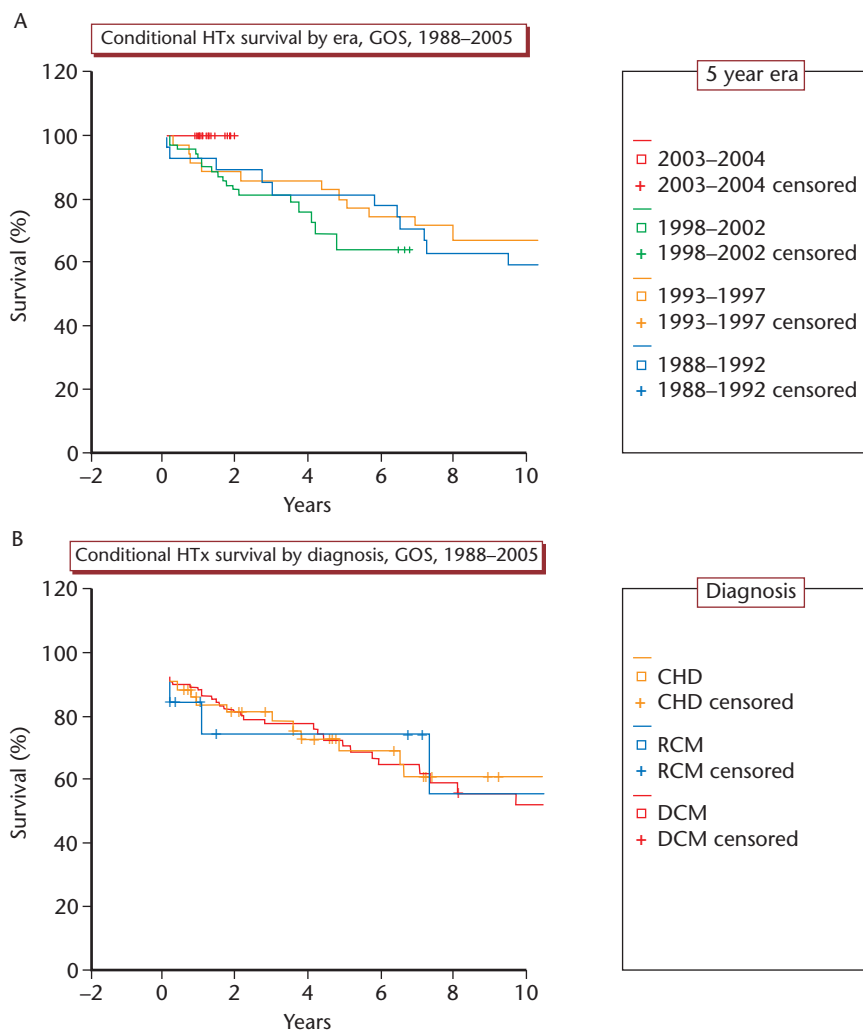 A
Conditional HTx survival by era, GOS, 1988–2005
120
100
80
60
40
20
0
Survival (%)
−2 0 2 4 6 8 10
Years
5 year era
2003–2004
2003–2004 censored
1998–2002
1998–2002 censored
1993–1997
1993–1997 censored
1988–1992
1988–1992 censored
B
Conditional HTx survival by diagnosis, GOS, 1988–2005
120
100
80
60
40
20
0
Survival (%)
−2 0 2 4 6 8 10
Years
Diagnosis
CHD
CHD censored
RCM
RCM censored
DCM
DCM censored